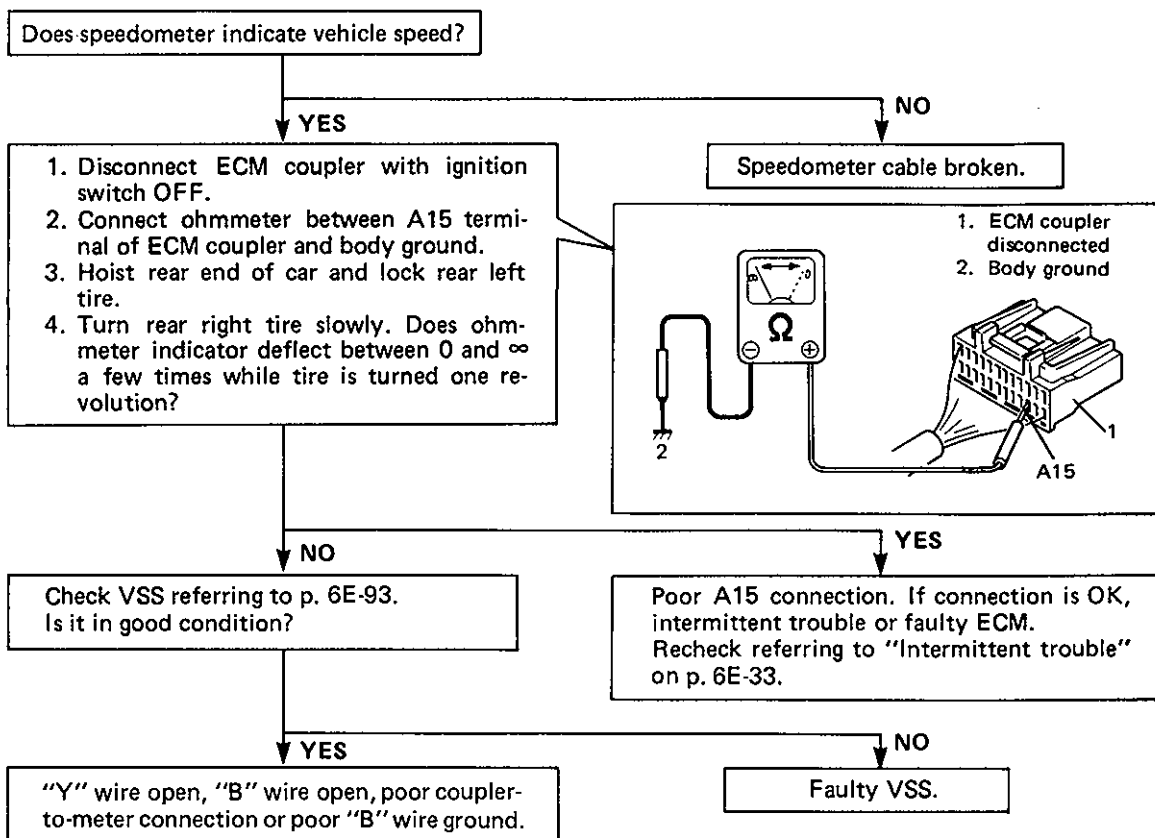 Does speedometer indicate vehicle speed?
YES
NO
1. Disconnect ECM coupler with ignition
switch OFF.
2. Connect ohmmeter between A15 termi-
nal of ECM coupler and body ground.
3. Hoist rear end of car and lock rear left
tire.
4. Turn rear right tire slowly. Does ohm-
meter indicator deflect between 0 and ∞
a few times while tire is turned one re-
volution?
Speedometer cable broken.
1. ECM coupler
disconnected
2. Body ground
∞ 0
Ω
⊖ ⊕
2
1
A15
NO
YES
Check VSS referring to p. 6E-93.
Is it in good condition?
Poor A15 connection. If connection is OK,
intermittent trouble or faulty ECM.
Recheck referring to "Intermittent trouble"
on p. 6E-33.
YES
NO
"Y" wire open, "B" wire open, poor coupler-
to-meter connection or poor "B" wire ground.
Faulty VSS.